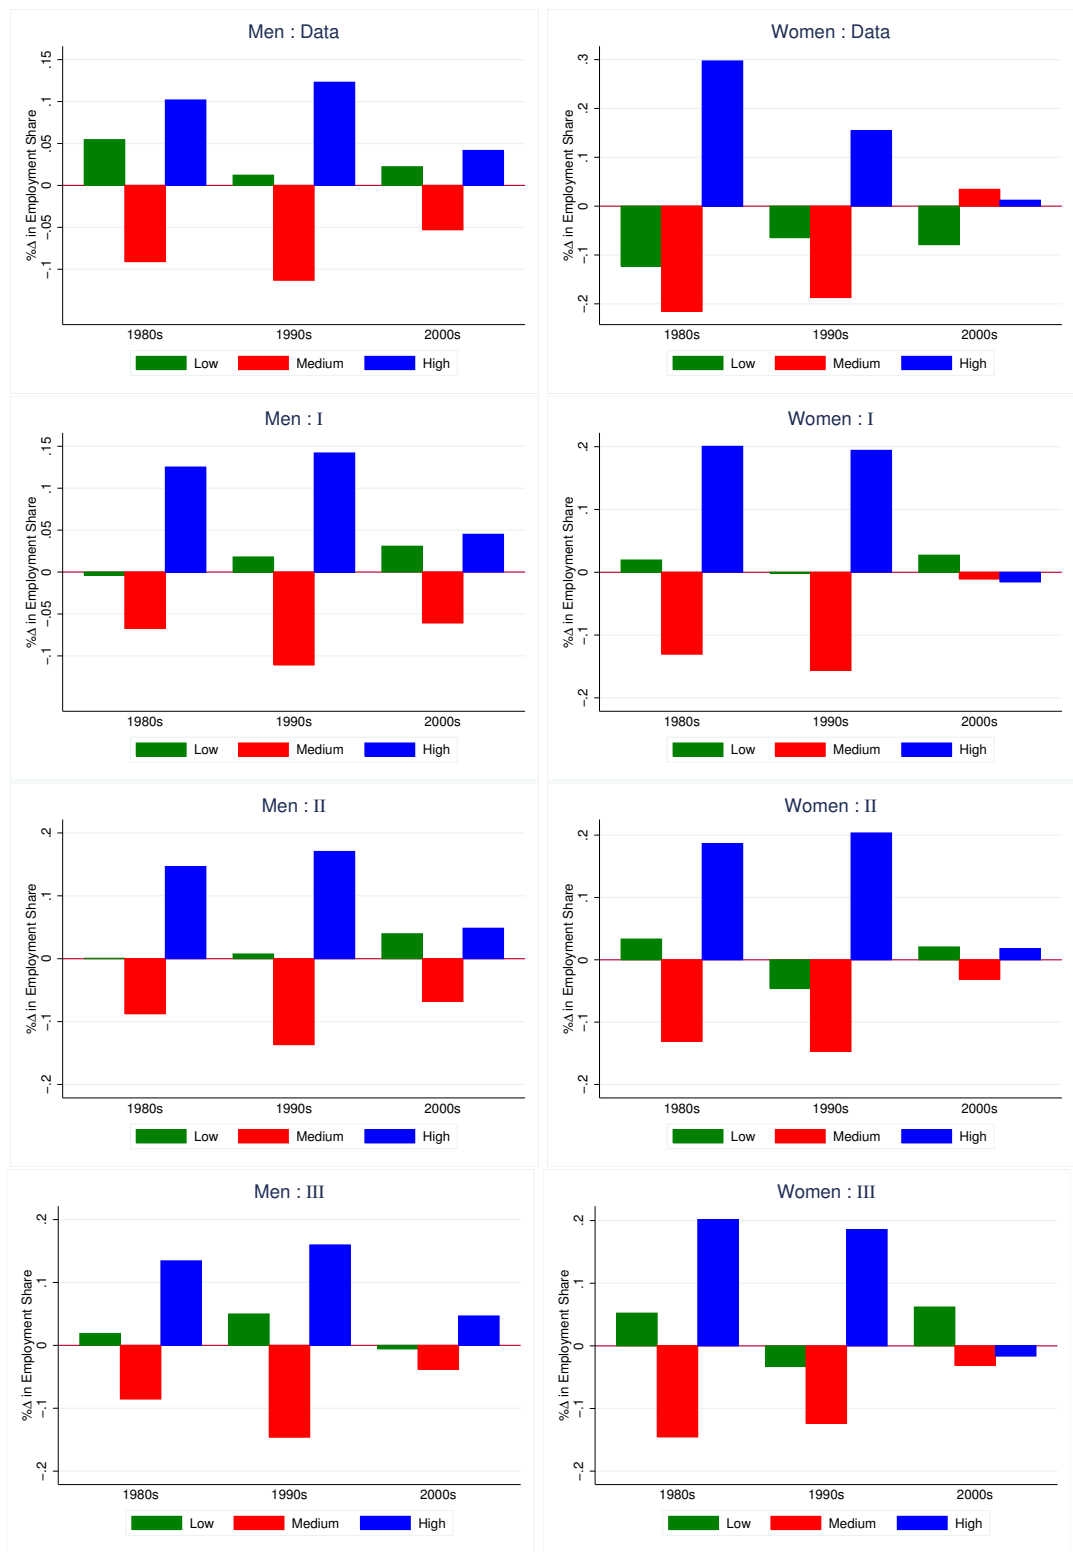 Men : Data
%Δ in Employment Share
.15
.1
.05
0
−.05
−.1
1980s 1990s 2000s
Low Medium High
Women : Data
%Δ in Employment Share
.3
.2
.1
0
−.1
−.2
1980s 1990s 2000s
Low Medium High
Men : I
%Δ in Employment Share
.15
.1
.05
0
−.05
−.1
1980s 1990s 2000s
Low Medium High
Women : I
%Δ in Employment Share
.2
.1
0
−.1
−.2
1980s 1990s 2000s
Low Medium High
Men : II
%Δ in Employment Share
.2
.1
0
−.1
−.2
1980s 1990s 2000s
Low Medium High
Women : II
%Δ in Employment Share
.2
.1
0
−.1
−.2
1980s 1990s 2000s
Low Medium High
Men : III
%Δ in Employment Share
.2
.1
0
−.1
−.2
1980s 1990s 2000s
Low Medium High
Women : III
%Δ in Employment Share
.2
.1
0
−.1
−.2
1980s 1990s 2000s
Low Medium High